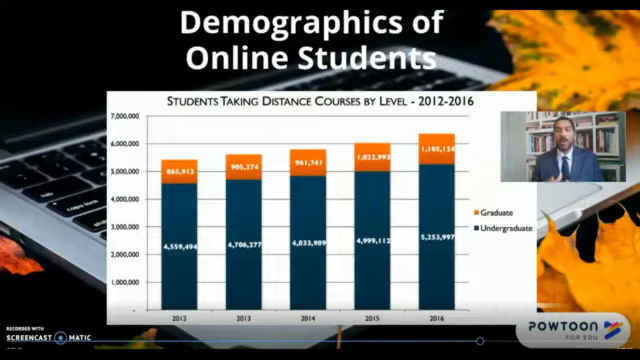 Demographics of
Online Students
STUDENTS TAKING DISTANCE COURSES BY LEVEL - 2012-2016
7,000,000
6,000,000
5,000,000
4,000,000
3,000,000
2,000,000
1,000,000
-
865,912
905,274
961,741
1,022,993
1,105,124
4,559,494
4,706,277
4,833,989
4,999,112
5,253,997
Graduate
Undergraduate
2012 2013 2014 2015 2016
caps lock
RECORDED WITH
SCREENCAST MATIC
POWTOON
FOR EDU